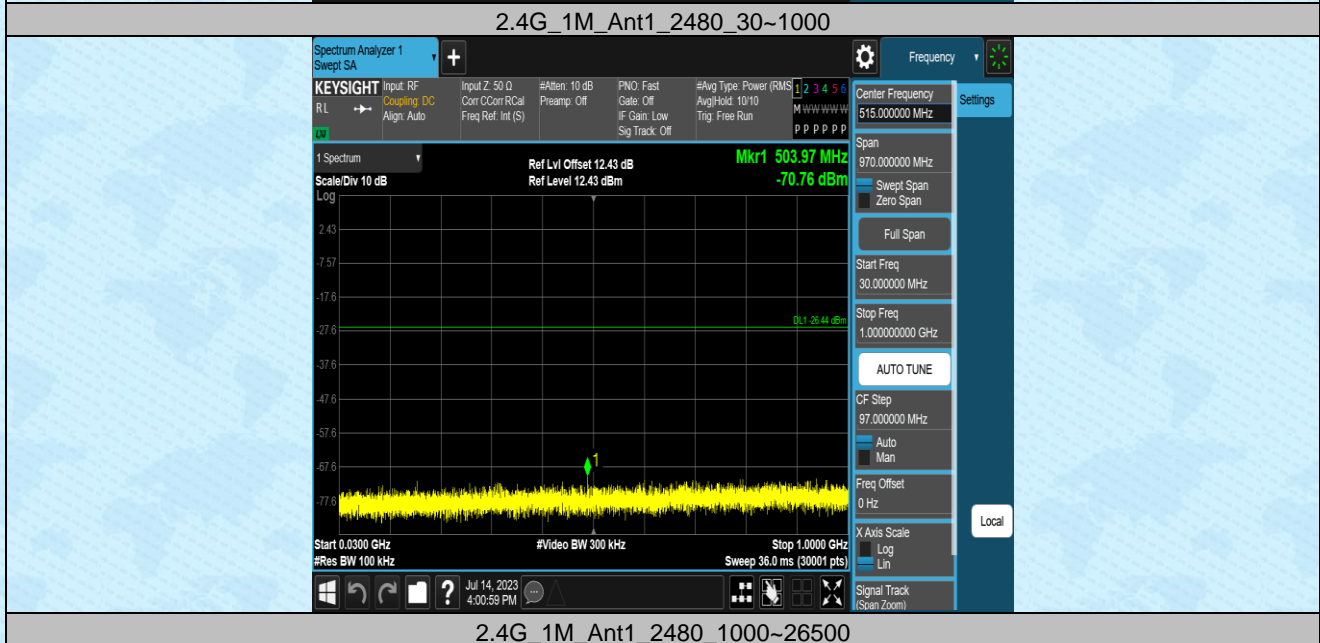 2.4G_1M_Ant1_2480_30~1000
Spectrum Analyzer 1
Swept SA
+
Frequency
KEYSIGHT
RL
LXI
Input: RF
Coupling: DC
Align: Auto
Input Z: 50 Ω
Corr CCorr RCal
Freq Ref: Int (S)
#Atten: 10 dB
Preamp: Off
PNO: Fast
Gate: Off
IF Gain: Low
Sig Track: Off
#Avg Type: Power (RMS
Avg|Hold: 10/10
Trig: Free Run
1 2 3 4 5 6
M W W W W W
P P P P P P
Center Frequency
515.000000 MHz
Settings
1 Spectrum
Scale/Div 10 dB
Log
Ref Lvl Offset 12.43 dB
Ref Level 12.43 dBm
Mkr1 503.97 MHz
-70.76 dBm
Span
970.000000 MHz
Swept Span
Zero Span
Full Span
Start Freq
30.000000 MHz
Stop Freq
1.000000000 GHz
AUTO TUNE
CF Step
97.000000 MHz
Auto
Man
Freq Offset
0 Hz
X Axis Scale
Log
Lin
Signal Track
(Span Zoom)
Local
2.43
-7.57
-17.6
DL1 -26.44 dBm
-27.6
-37.6
-47.6
-57.6
-67.6
1
-77.6
Start 0.0300 GHz
#Res BW 100 kHz
#Video BW 300 kHz
Stop 1.0000 GHz
Sweep 36.0 ms (30001 pts)
?
Jul 14, 2023
4:00:59 PM
2.4G_1M_Ant1_2480_1000~26500